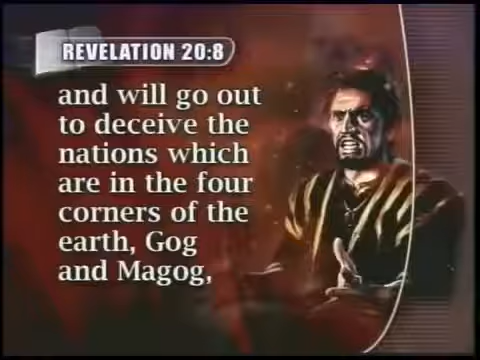 REVELATION 20:8
and will go out
to deceive the
nations which
are in the four
corners of the
earth, Gog
and Magog,